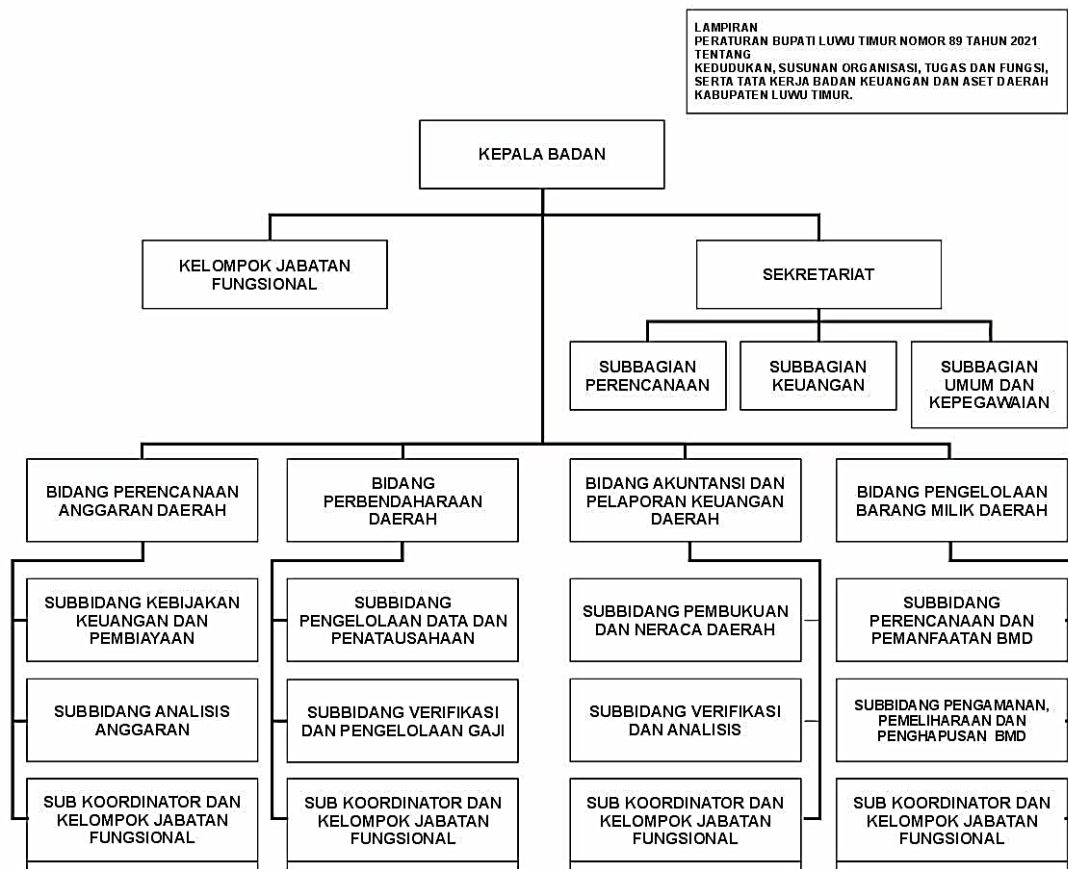 LAMPIRAN
PERATURAN BUPATI LUWU TIMUR NOMOR 89 TAHUN 2021
TENTANG
KEDUDUKAN, SUSUNAN ORGANISASI, TUGAS DAN FUNGSI,
SERTA TATA KERJA BADAN KEUANGAN DAN ASET DAERAH
KABUPATEN LUWU TIMUR.
KEPALA BADAN
KELOMPOK JABATAN
FUNGSIONAL
SEKRETARIAT
SUBBAGIAN
PERENCANAAN
SUBBAGIAN
KEUANGAN
SUBBAGIAN
UMUM DAN
KEPEGAWAIAN
BIDANG PERENCANAAN
ANGGARAN DAERAH
BIDANG
PERBENDAHARAAN
DAERAH
BIDANG AKUNTANSI DAN
PELAPORAN KEUANGAN
DAERAH
BIDANG PENGELOLAAN
BARANG MILIK DAERAH
SUBBIDANG KEBIJAKAN
KEUANGAN DAN
PEMBIAYAAN
SUBBIDANG
PENGELOLAAN DATA DAN
PENATAUSAHAAN
SUBBIDANG PEMBUKUAN
DAN NERACA DAERAH
SUBBIDANG
PERENCANAAN DAN
PEMANFAATAN BMD
SUBBIDANG ANALISIS
ANGGARAN
SUBBIDANG VERIFIKASI
DAN PENGELOLAAN GAJI
SUBBIDANG VERIFIKASI
DAN ANALISIS
SUBBIDANG PENGAMANAN,
PEMELIHARAAN DAN
PENGHAPUSAN BMD
SUB KOORDINATOR DAN
KELOMPOK JABATAN
FUNGSIONAL
SUB KOORDINATOR DAN
KELOMPOK JABATAN
FUNGSIONAL
SUB KOORDINATOR DAN
KELOMPOK JABATAN
FUNGSIONAL
SUB KOORDINATOR DAN
KELOMPOK JABATAN
FUNGSIONAL